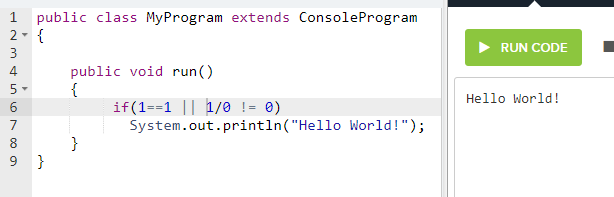 1 public class MyProgram extends ConsoleProgram
2 {
3
4 public void run()
5 {
6 if(1==1 || 1/0 != 0)
7 System.out.println("Hello World!");
8 }
9 }
RUN CODE
Hello World!